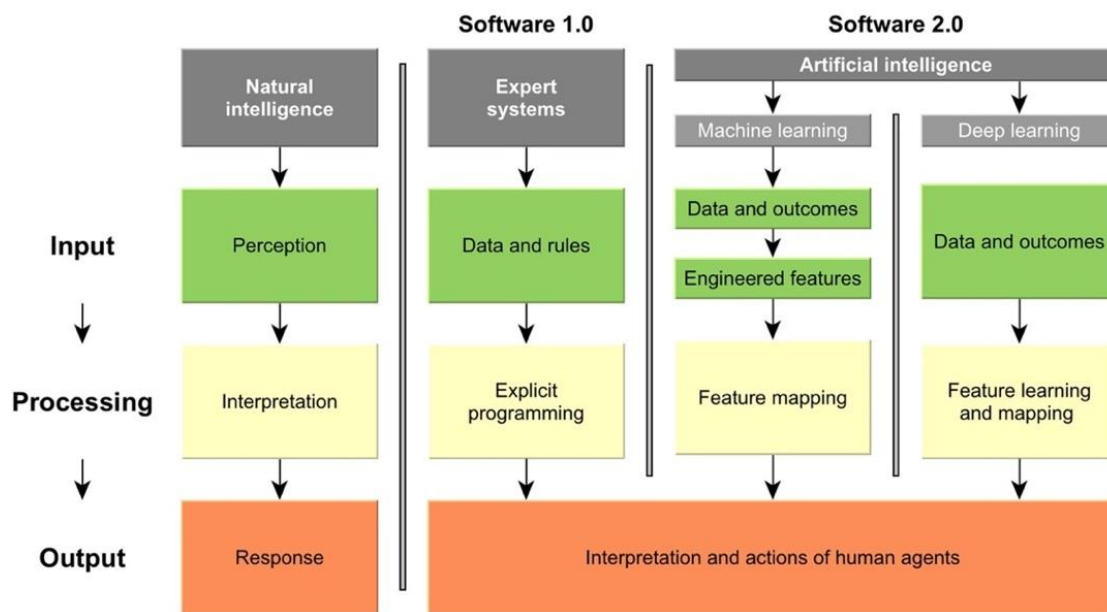 Software 1.0
Software 2.0
Natural
intelligence
Expert
systems
Artificial intelligence
Machine learning
Deep learning
Input
Perception
Data and rules
Data and outcomes
Engineered features
Data and outcomes
Processing
Interpretation
Explicit
programming
Feature mapping
Feature learning
and mapping
Output
Response
Interpretation and actions of human agents